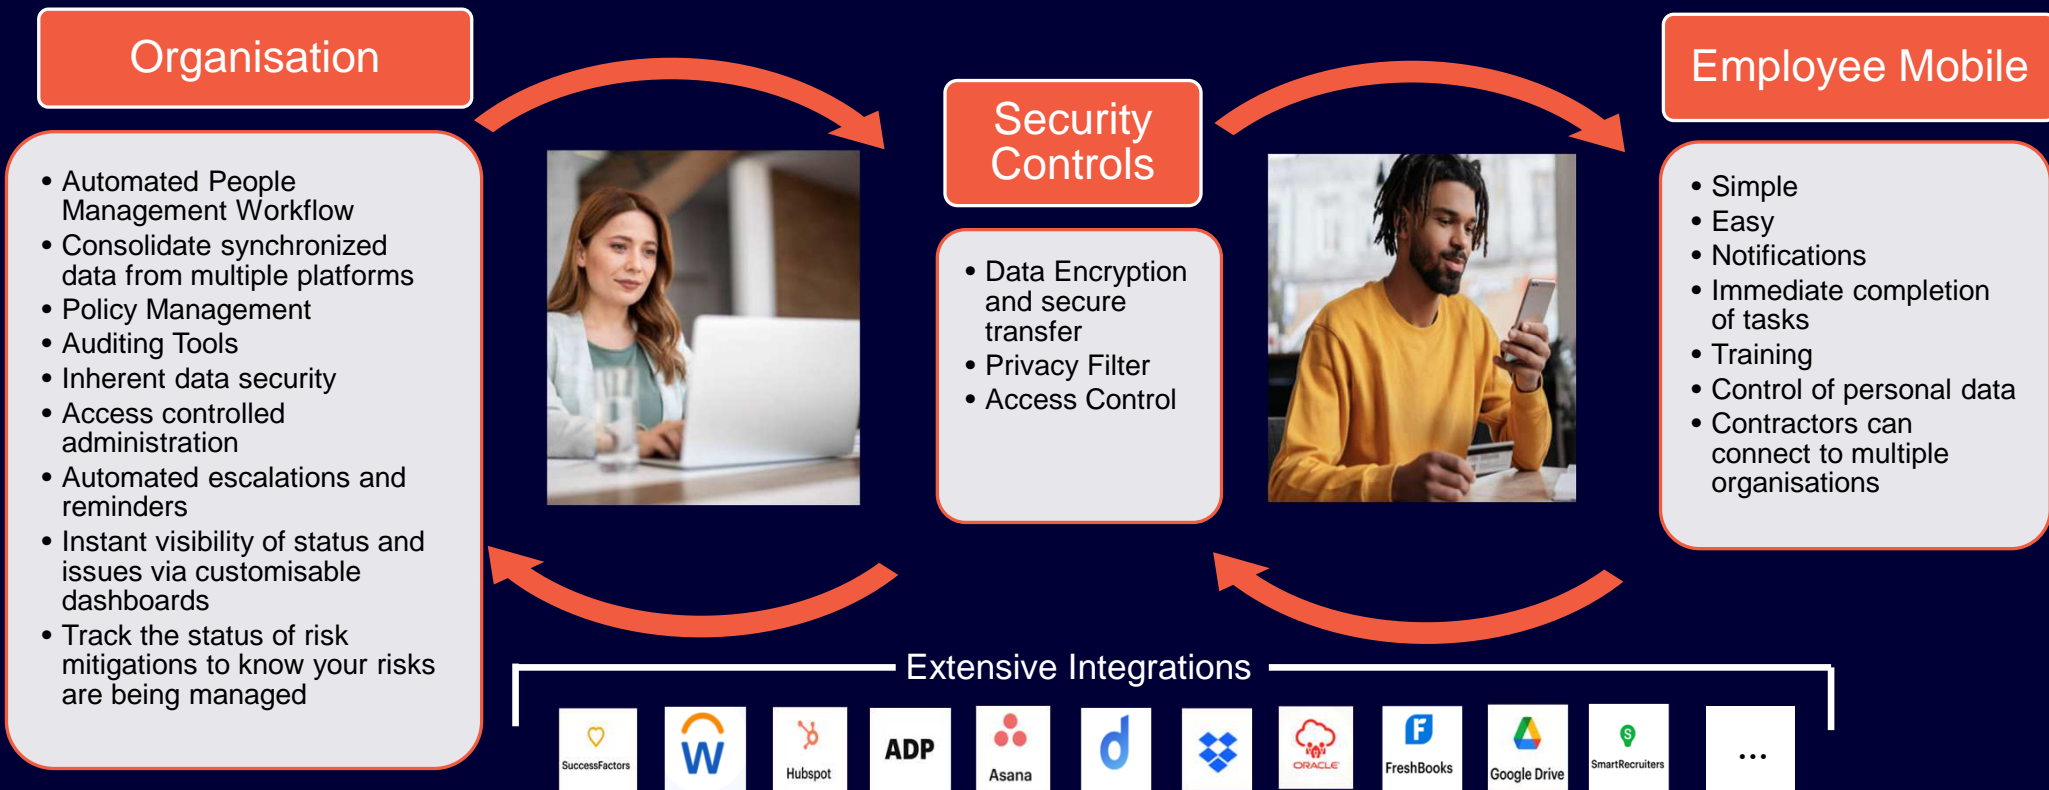 Organisation
• Automated People
Management Workflow
• Consolidate synchronized
data from multiple platforms
• Policy Management
• Auditing Tools
• Inherent data security
• Access controlled
administration
• Automated escalations and
reminders
• Instant visibility of status and
issues via customisable
dashboards
• Track the status of risk
mitigations to know your risks
are being managed
Security
Controls
• Data Encryption
and secure
transfer
• Privacy Filter
• Access Control
Employee Mobile
• Simple
• Easy
• Notifications
• Immediate completion
of tasks
• Training
• Control of personal data
• Contractors can
connect to multiple
organisations
Extensive Integrations
SuccessFactors
W
Hubspot
ADP
Asana
d
ORACLE
F
FreshBooks
Google Drive
S
SmartRecruiters
...